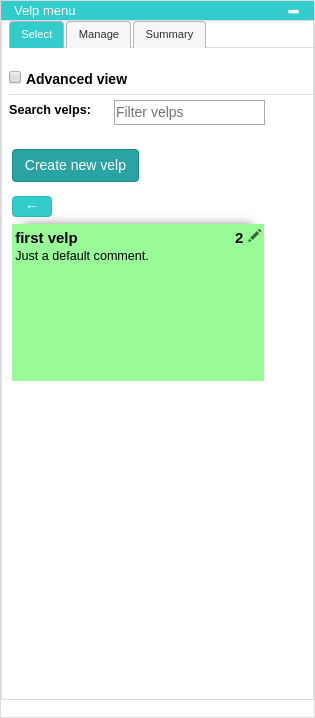 Velp menu
Select Manage Summary
Advanced view
Search velps: Filter velps
Create new velp
←
first velp 2
Just a default comment.